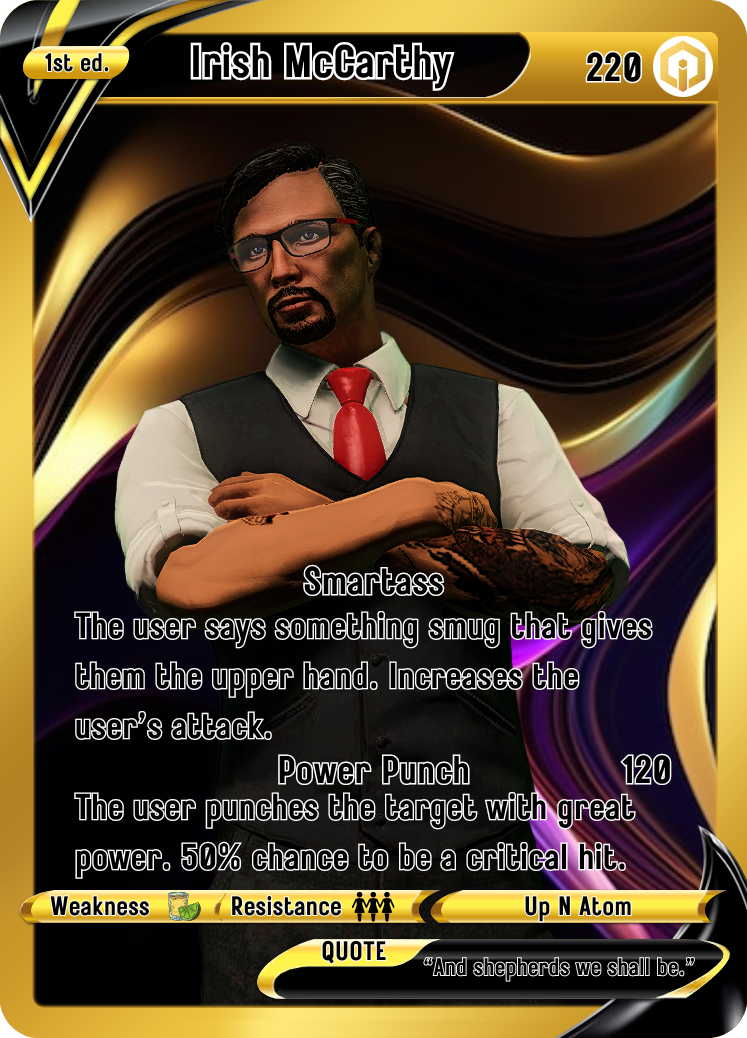 1st ed.
Irish McCarthy
220
Smartass
The user says something smug that gives
them the upper hand. Increases the
user's attack.
Power Punch 120
The user punches the target with great
power. 50% chance to be a critical hit.
Weakness Resistance Up N Atom
QUOTE
“And shepherds we shall be.”